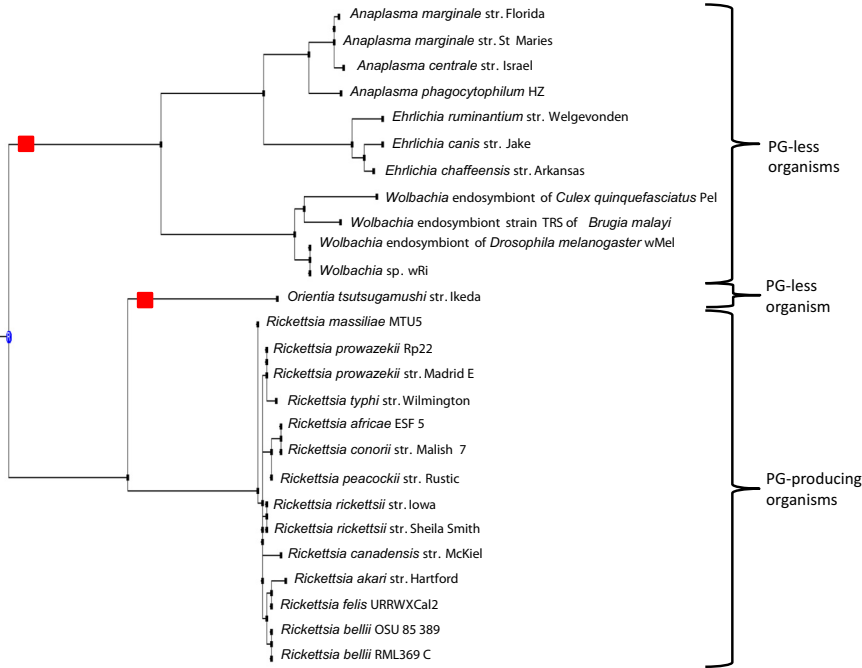 Anaplasma marginale str. Florida
Anaplasma marginale str. St Maries
Anaplasma centrale str. Israel
Anaplasma phagocytophilum HZ
Ehrlichia ruminantium str. Welgevonden
Ehrlichia canis str. Jake
Ehrlichia chaffeensis str. Arkansas
PG-less
organisms
Wolbachia endosymbiont of Culex quinquefasciatus Pel
Wolbachia endosymbiont strain TRS of Brugia malayi
Wolbachia endosymbiont of Drosophila melanogaster wMel
Wolbachia sp. wRi
Orientia tsutsugamushi str. Ikeda
PG-less
organism
Rickettsia massiliae MTU5
Rickettsia prowazekii Rp22
Rickettsia prowazekii str. Madrid E
Rickettsia typhi str. Wilmington
Rickettsia africae ESF 5
Rickettsia conorii str. Malish 7
Rickettsia peacockii str. Rustic
PG-producing
organisms
Rickettsia rickettsii str. Iowa
Rickettsia rickettsii str. Sheila Smith
Rickettsia canadensis str. McKiel
Rickettsia akari str. Hartford
Rickettsia felis URRWXCal2
Rickettsia bellii OSU 85 389
Rickettsia bellii RML369 C